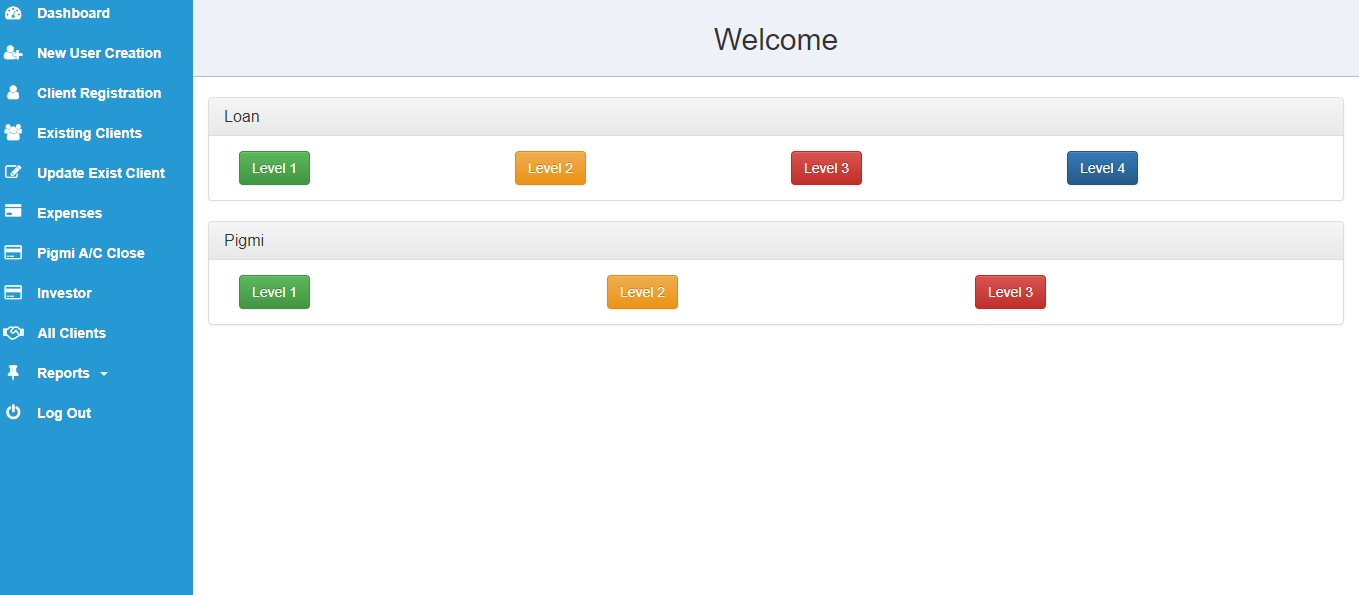 Dashboard
New User Creation
Client Registration
Existing Clients
Update Exist Client
Expenses
Pigmi A/C Close
Investor
All Clients
Reports
Log Out
Welcome
Loan
Level 1 Level 2 Level 3 Level 4
Pigmi
Level 1 Level 2 Level 3